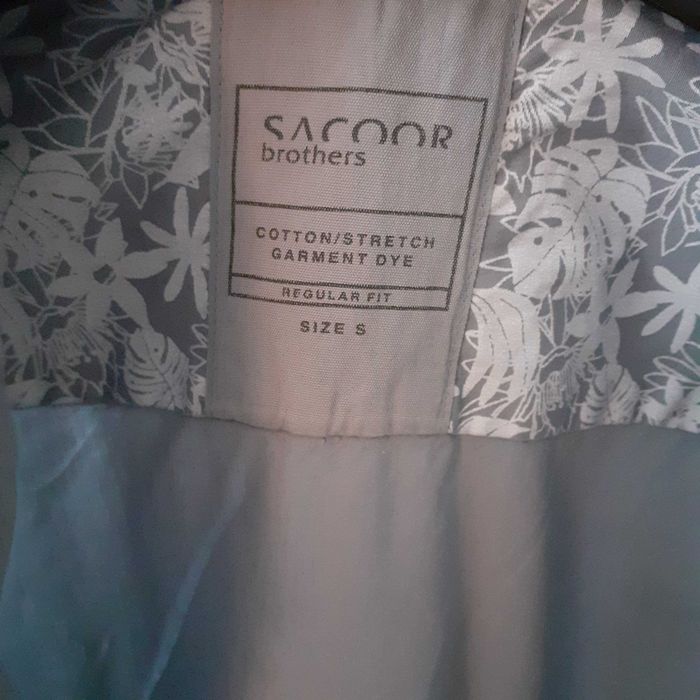 SACOOR
brothers
COTTON/STRETCH
GARMENT DYE
REGULAR FIT
SIZE S